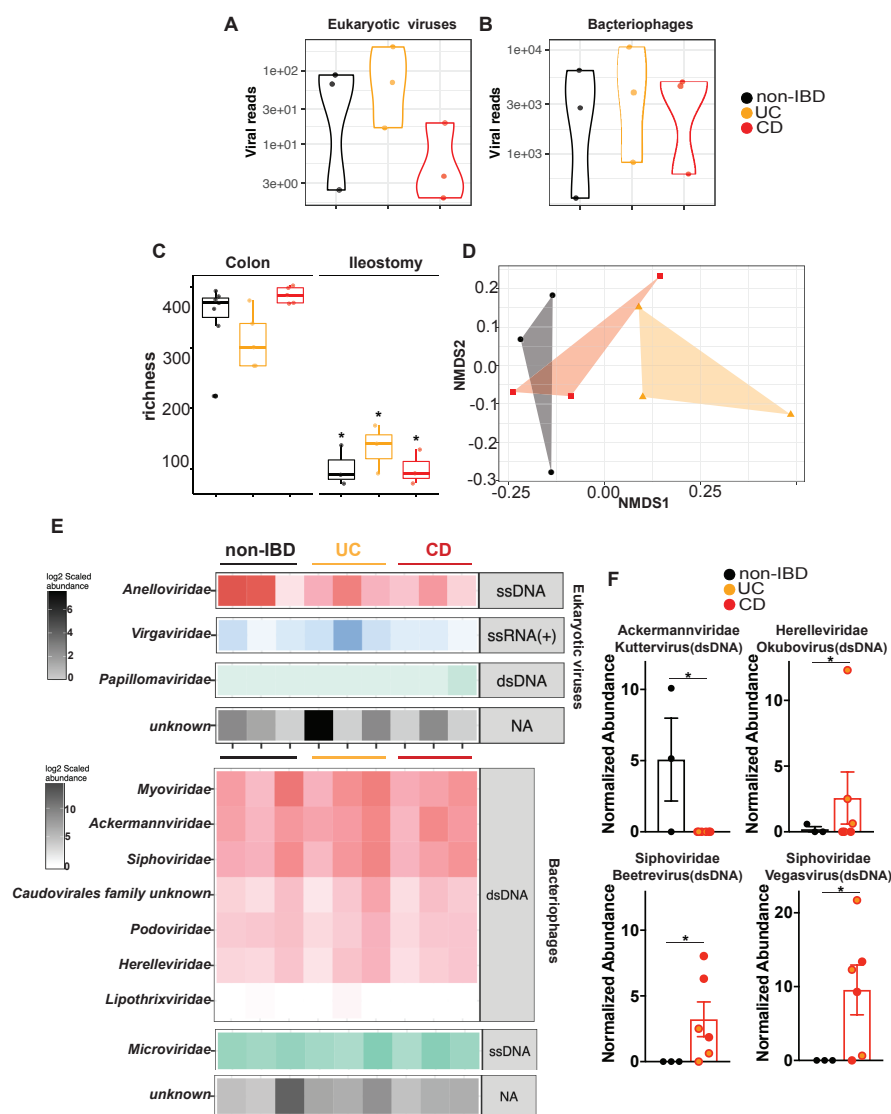 A
Eukaryotic viruses
Viral reads
1e+02
3e+01
1e+01
3e+00
B
Bacteriophages
Viral reads
1e+04
3e+03
1e+03
non-IBD
UC
CD
C
Colon
Ileostomy
richness
400
300
200
100
*
*
*
D
NMDS2
0.2
0.1
0.0
-0.1
-0.2
-0.3
-0.25
0.00
0.25
NMDS1
E
non-IBD
UC
CD
log2 Scaled
abundance
6
4
2
0
Anelloviridae
ssDNA
Virgaviridae
ssRNA(+)
Papillomaviridae
dsDNA
unknown
NA
Eukaryotic viruses
log2 Scaled
abundance
10
5
0
Myoviridae
Ackermannviridae
Siphoviridae
Caudovirales family unknown
Podoviridae
Herelleviridae
Lipothrixviridae
dsDNA
Microviridae
ssDNA
unknown
NA
Bacteriophages
F
non-IBD
UC
CD
Ackermannviridae
Kuttervirus(dsDNA)
Normalized Abundance
10
5
0
*
Herelleviridae
Okubovirus(dsDNA)
Normalized Abundance
10
5
0
*
Siphoviridae
Beetrevirus(dsDNA)
Normalized Abundance
10
5
0
*
Siphoviridae
Vegasvirus(dsDNA)
Normalized Abundance
20
10
0
*